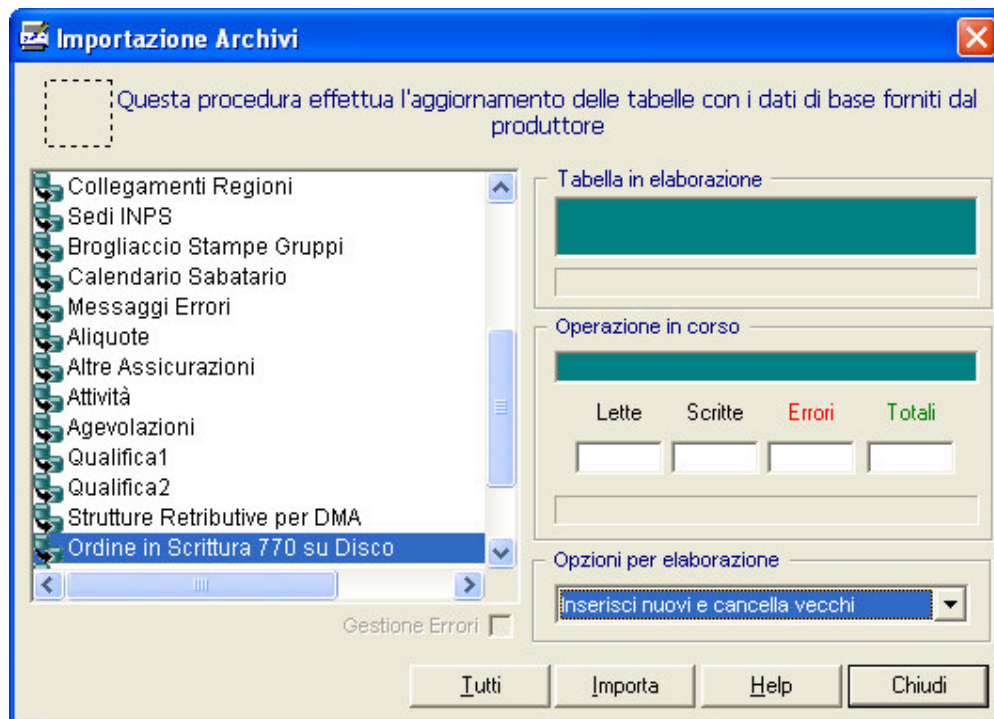 Importazione Archivi
Questa procedura effettua l'aggiornamento delle tabelle con i dati di base forniti dal
produttore
Collegamenti Regioni
Sedi INPS
Brogliaccio Stampe Gruppi
Calendario Sabatario
Messaggi Errori
Aliquote
Altre Assicurazioni
Attività
Agevolazioni
Qualifica1
Qualifica2
Strutture Retributive per DMA
Ordine in Scrittura 770 su Disco
Gestione Errori
Tabella in elaborazione
Operazione in corso
Lette Scritte Errori Totali
Opzioni per elaborazione
Inserisci nuovi e cancella vecchi
Tutti Importa Help Chiudi